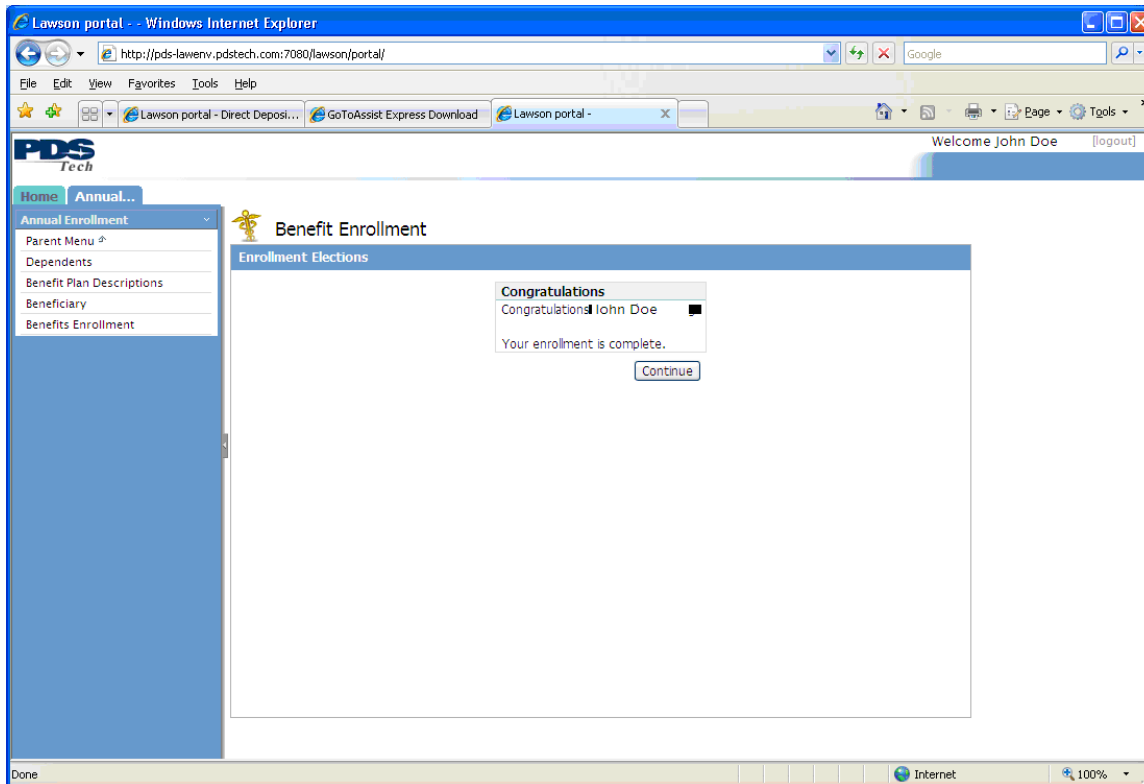 Lawson portal - - Windows Internet Explorer
http://pds-lawenv.pdstech.com:7080/lawson/portal/
Google
File Edit View Favorites Tools Help
Lawson portal - Direct Deposi... GoToAssist Express Download Lawson portal - Page Tools
PDS
Tech
Welcome John Doe [logout]
Home Annual...
Annual Enrollment
Parent Menu
Dependents
Benefit Plan Descriptions
Beneficiary
Benefits Enrollment
Benefit Enrollment
Enrollment Elections
Congratulations
Congratulations John Doe
Your enrollment is complete.
Continue
Done Internet 100%